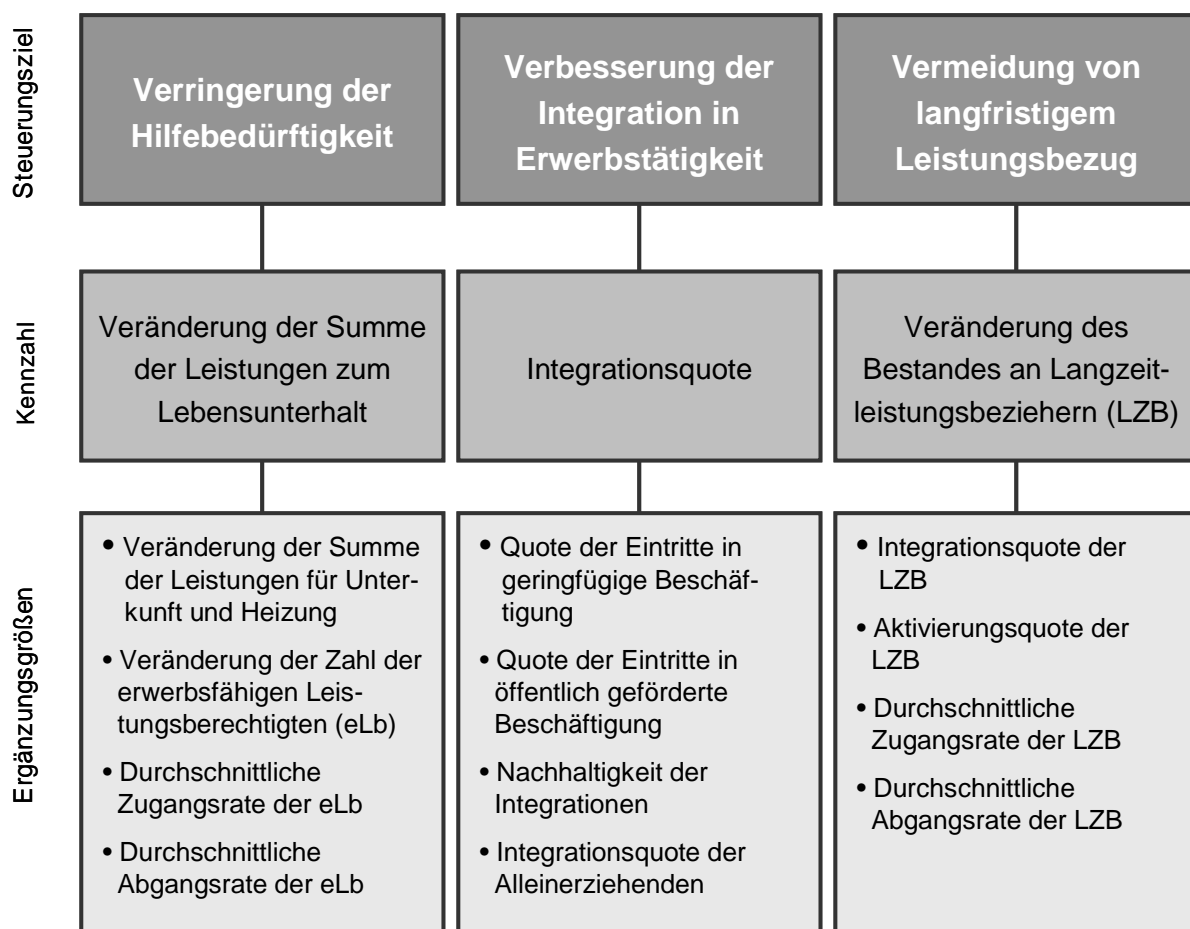 Steuerungsziel
Verringerung der
Hilfebedürftigkeit
Verbesserung der
Integration in
Erwerbstätigkeit
Vermeidung von
langfristigem
Leistungsbezug
Kennzahl
Veränderung der Summe
der Leistungen zum
Lebensunterhalt
Integrationsquote
Veränderung des
Bestandes an Langzeit-
leistungsbeziehern (LZB)
Ergänzungsgrößen
• Veränderung der Summe
der Leistungen für Unter-
kunft und Heizung
• Veränderung der Zahl der
erwerbsfähigen Leis-
tungsberechtigten (eLb)
• Durchschnittliche
Zugangsrate der eLb
• Durchschnittliche
Abgangsrate der eLb
• Quote der Eintritte in
geringfügige Beschäf-
tigung
• Quote der Eintritte in
öffentlich geförderte
Beschäftigung
• Nachhaltigkeit der
Integrationen
• Integrationsquote der
Alleinerziehenden
• Integrationsquote der
LZB
• Aktivierungsquote der
LZB
• Durchschnittliche
Zugangsrate der LZB
• Durchschnittliche
Abgangsrate der LZB